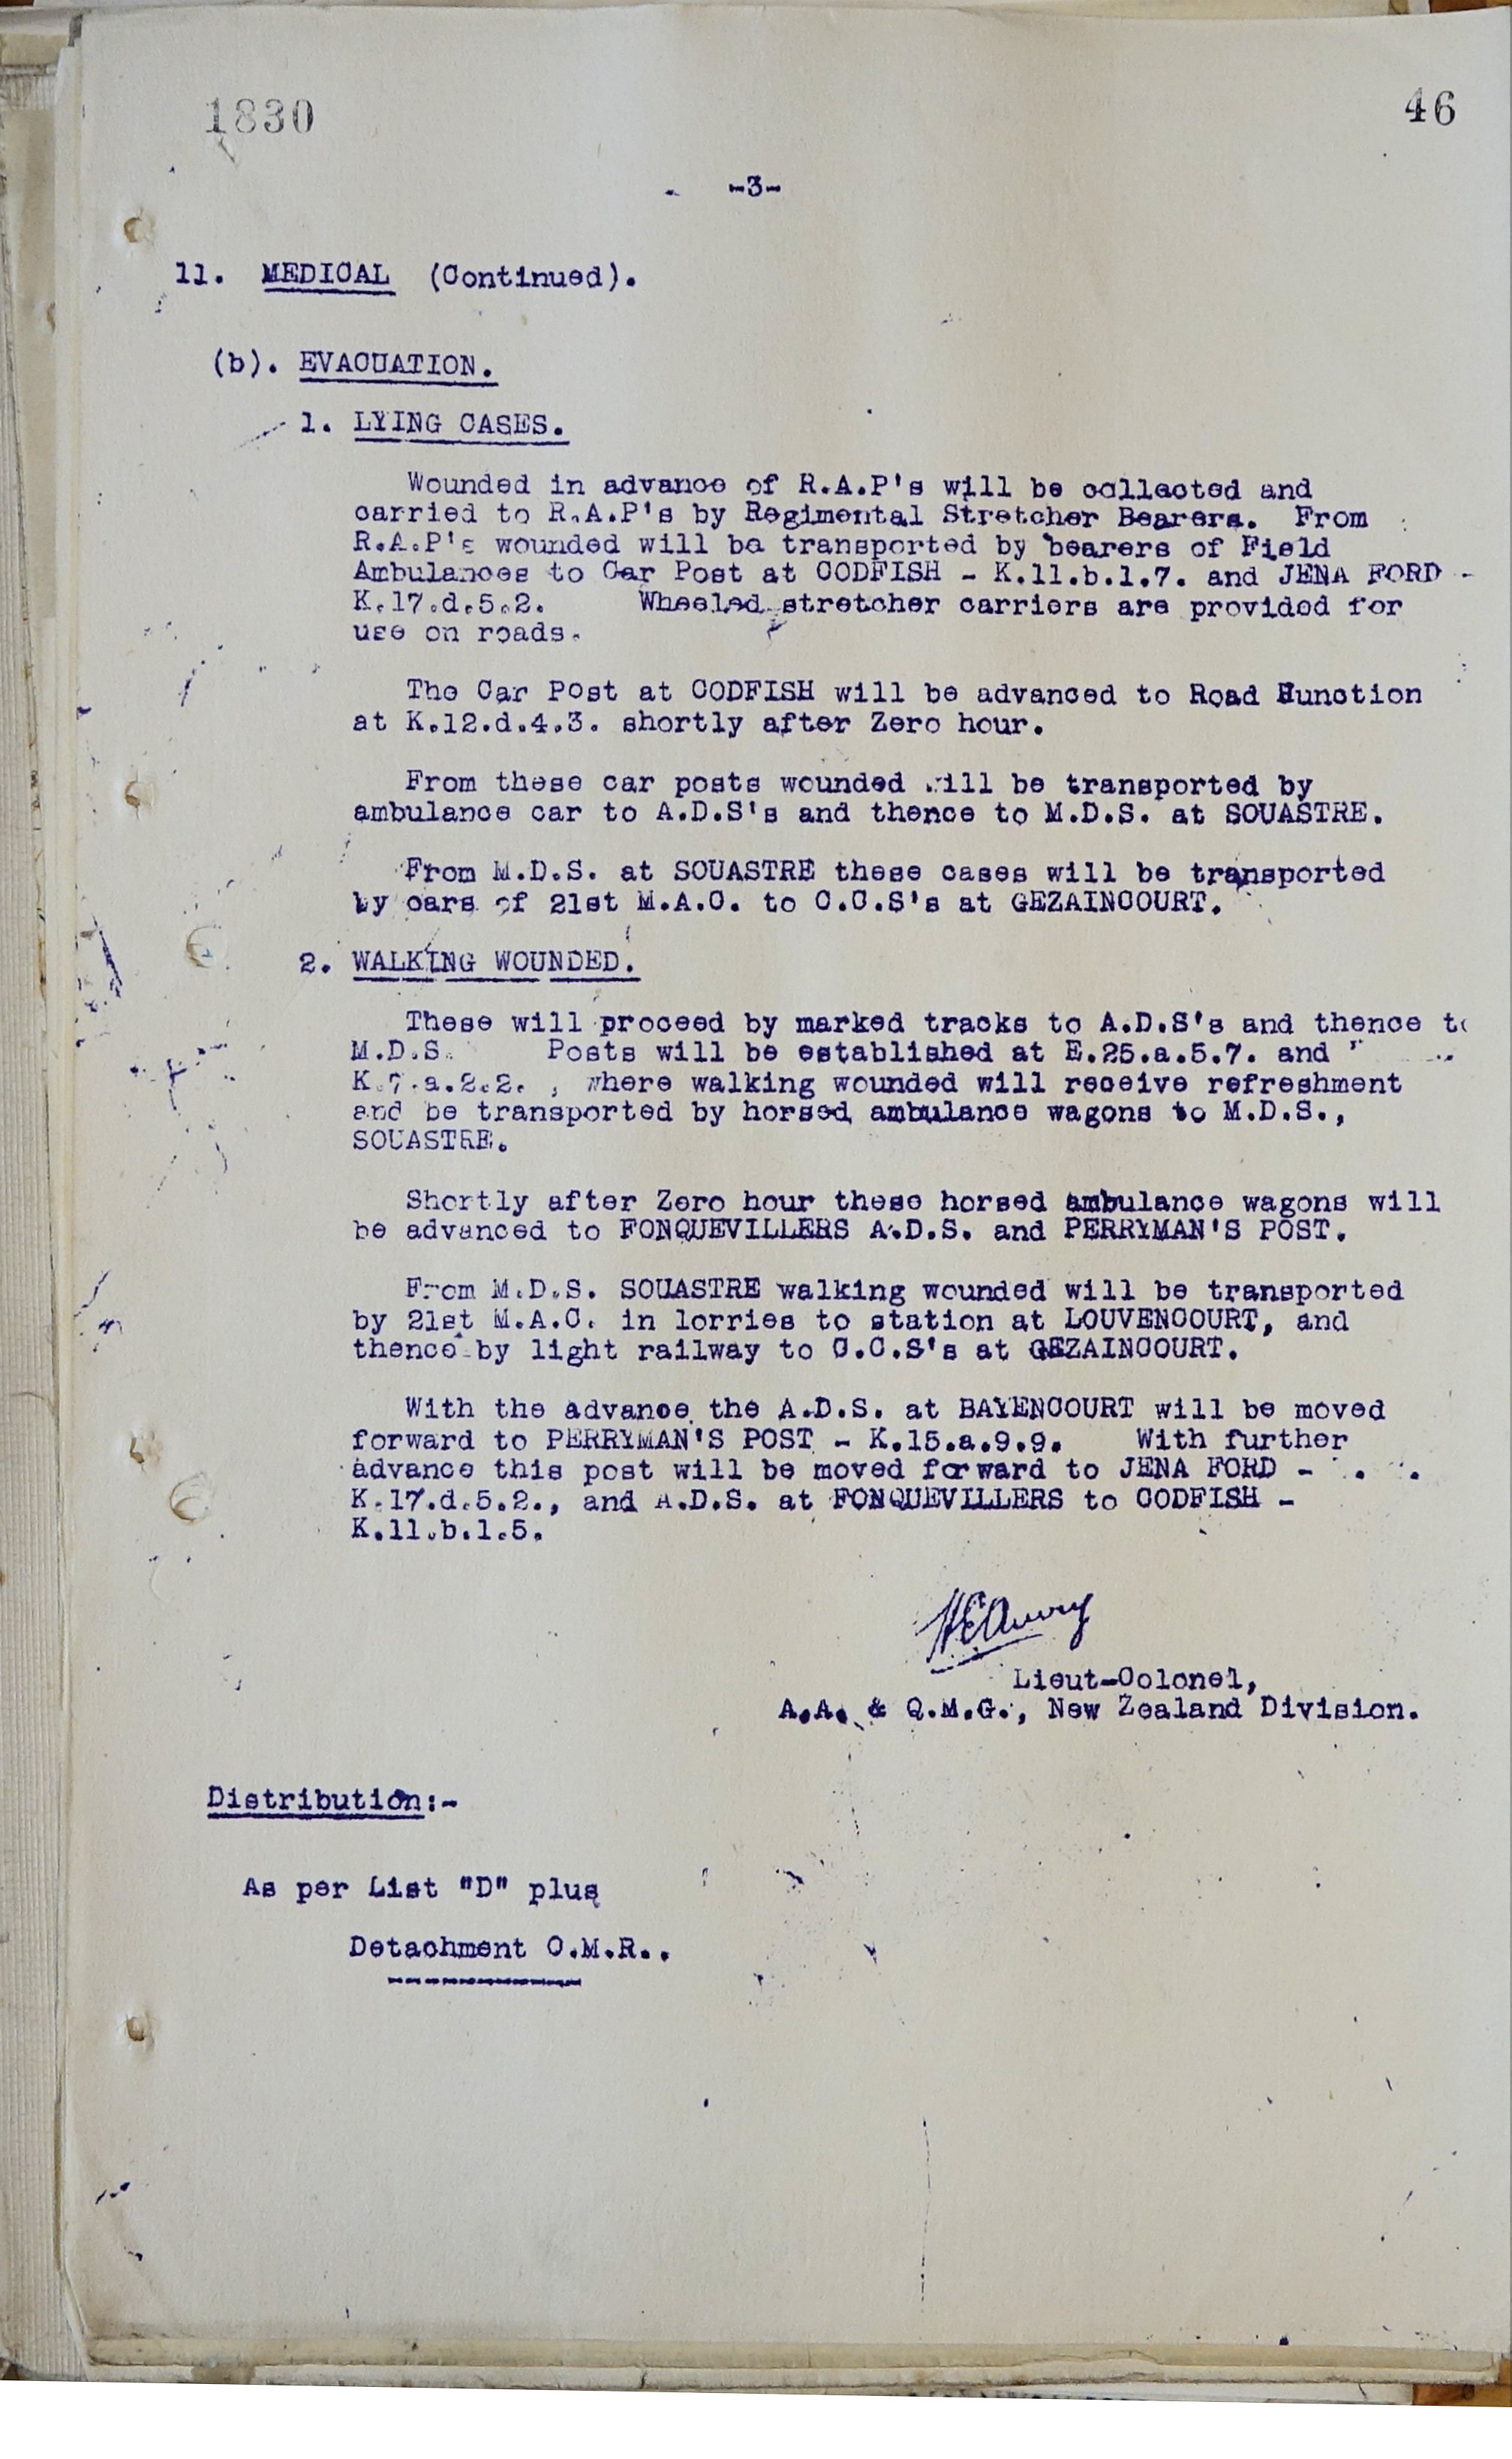 1830
46
-3-
11. MEDICAL (Continued).
(b). EVACUATION.
1. LYING CASES.
Wounded in advance of R.A.P's will be collected and
carried to R.A.P's by Regimental Stretcher Bearers. From
R.A.P's wounded will be transported by bearers of Field
Ambulances to Car Post at CODFISH - K.11.b.1.7. and JENA FORD -
K.17.d.5.2. Wheeled stretcher carriers are provided for
use on roads.
The Car Post at CODFISH will be advanced to Road Junction
at K.12.d.4.3. shortly after Zero hour.
From these car posts wounded will be transported by
ambulance car to A.D.S's and thence to M.D.S. at SOUASTRE.
From M.D.S. at SOUASTRE these cases will be transported
by cars of 21st M.A.C. to C.C.S's at GEZAINCOURT.
2. WALKING WOUNDED.
These will proceed by marked tracks to A.D.S's and thence to
M.D.S. Posts will be established at E.25.a.5.7. and
K.7.a.2.2. , where walking wounded will receive refreshment
and be transported by horsed ambulance wagons to M.D.S.,
SOUASTRE.
Shortly after Zero hour these horsed ambulance wagons will
be advanced to FONQUEVILLERS A.D.S. and PERRYMAN'S POST.
From M.D.S. SOUASTRE walking wounded will be transported
by 21st M.A.C. in lorries to station at LOUVENCOURT, and
thence by light railway to C.C.S's at GEZAINCOURT.
With the advance the A.D.S. at BAYENCOURT will be moved
forward to PERRYMAN'S POST - K.15.a.9.9. With further
advance this post will be moved forward to JENA FORD -
K.17.d.5.2., and A.D.S. at FONQUEVILLERS to CODFISH -
K.11.b.1.5.
Lieut-Colonel,
A.A. & Q.M.G., New Zealand Division.
Distribution:-
As per List "D" plus
Detachment O.M.R..